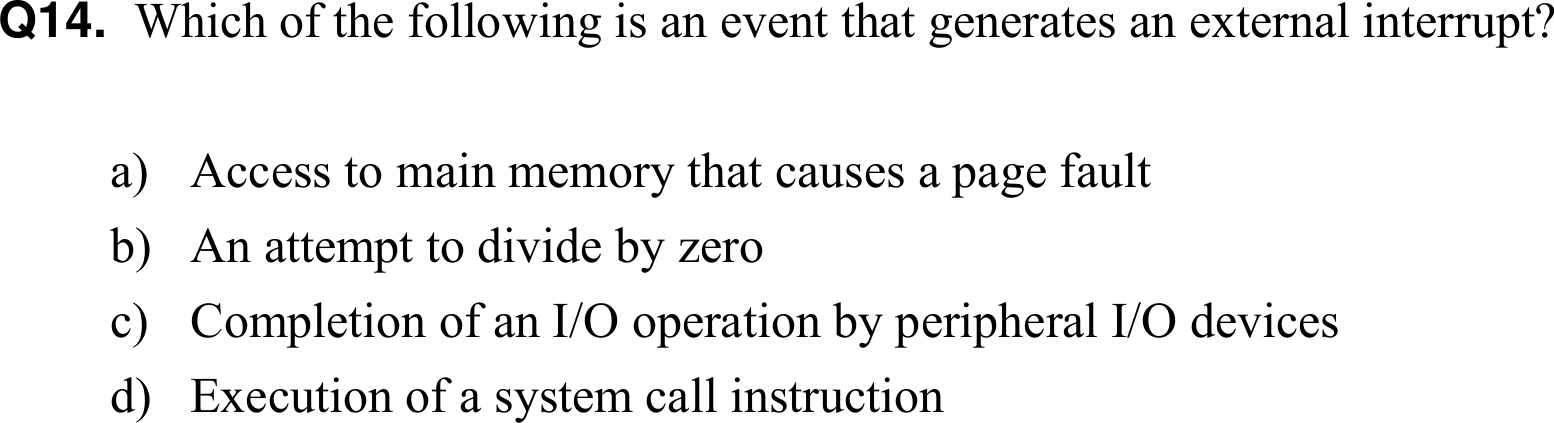 Q14. Which of the following is an event that generates an external interrupt?
a) Access to main memory that causes a page fault
b) An attempt to divide by zero
c) Completion of an I/O operation by peripheral I/O devices
d) Execution of a system call instruction